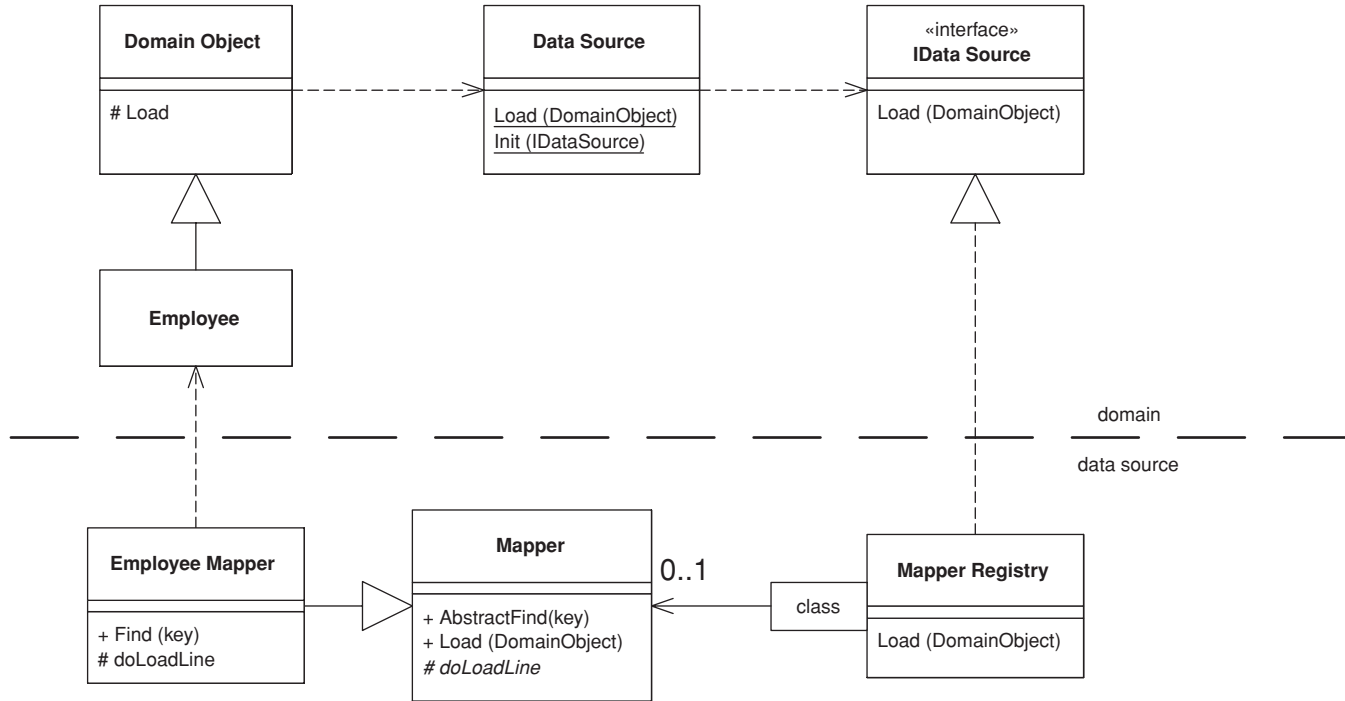 Domain Object
# Load
Data Source
Load (DomainObject)
Init (IDataSource)
«interface»
IData Source
Load (DomainObject)
Employee
domain
data source
Employee Mapper
+ Find (key)
# doLoadLine
Mapper
+ AbstractFind(key)
+ Load (DomainObject)
# doLoadLine
0..1
class
Mapper Registry
Load (DomainObject)